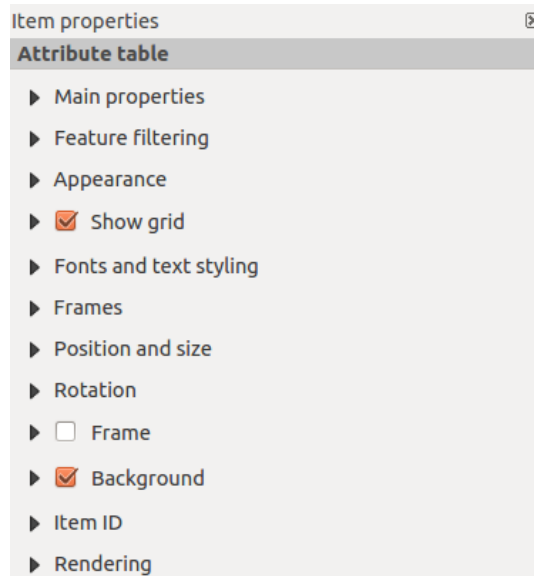 Item properties
Attribute table
Main properties
Feature filtering
Appearance
Show grid
Fonts and text styling
Frames
Position and size
Rotation
Frame
Background
Item ID
Rendering